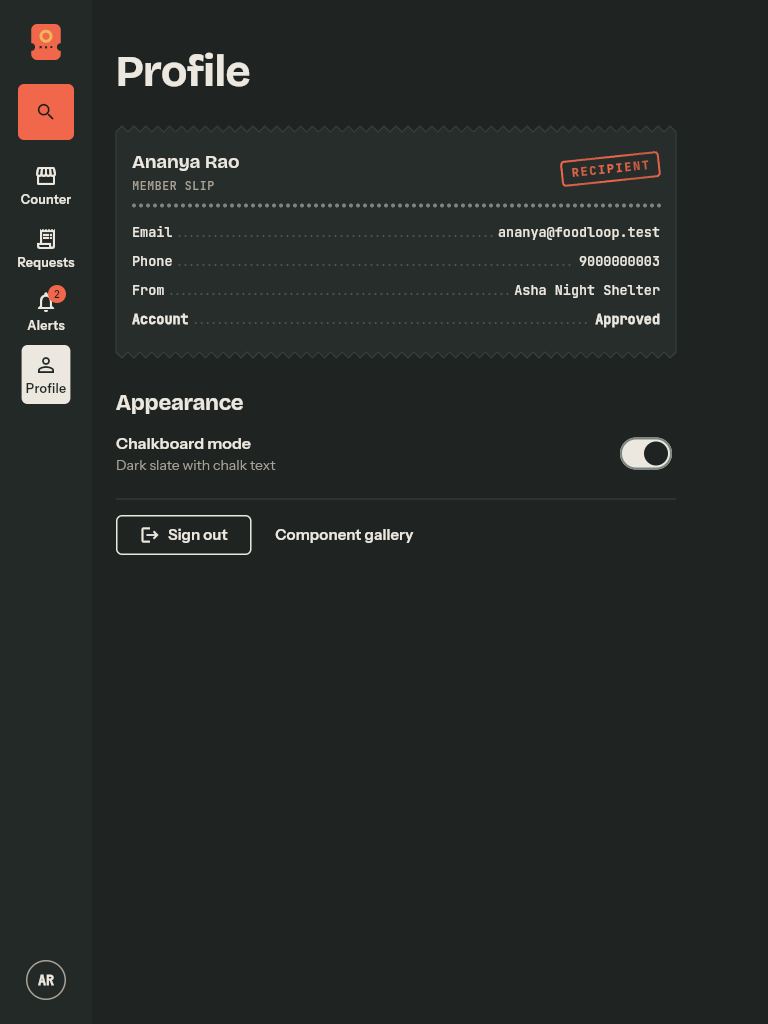 Profile
Ananya Rao
RECIPIENT
MEMBER SLIP
Email ananya@foodloop.test
Phone 9000000003
From Asha Night Shelter
Account Approved
Appearance
Chalkboard mode
Dark slate with chalk text
Sign out
Component gallery
Counter
Requests
2
Alerts
Profile
AR